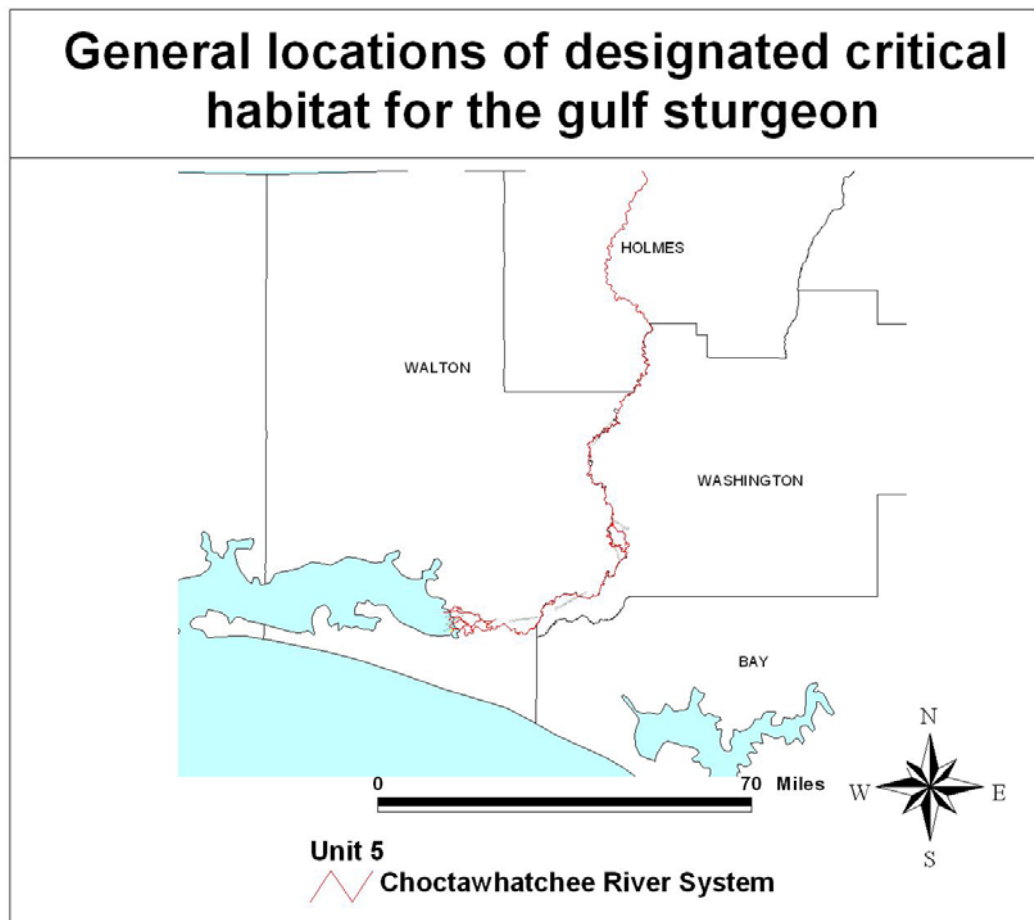 General locations of designated critical
habitat for the gulf sturgeon
HOLMES
WALTON
WASHINGTON
BAY
N
W E
S
0 70 Miles
Unit 5
Choctawhatchee River System